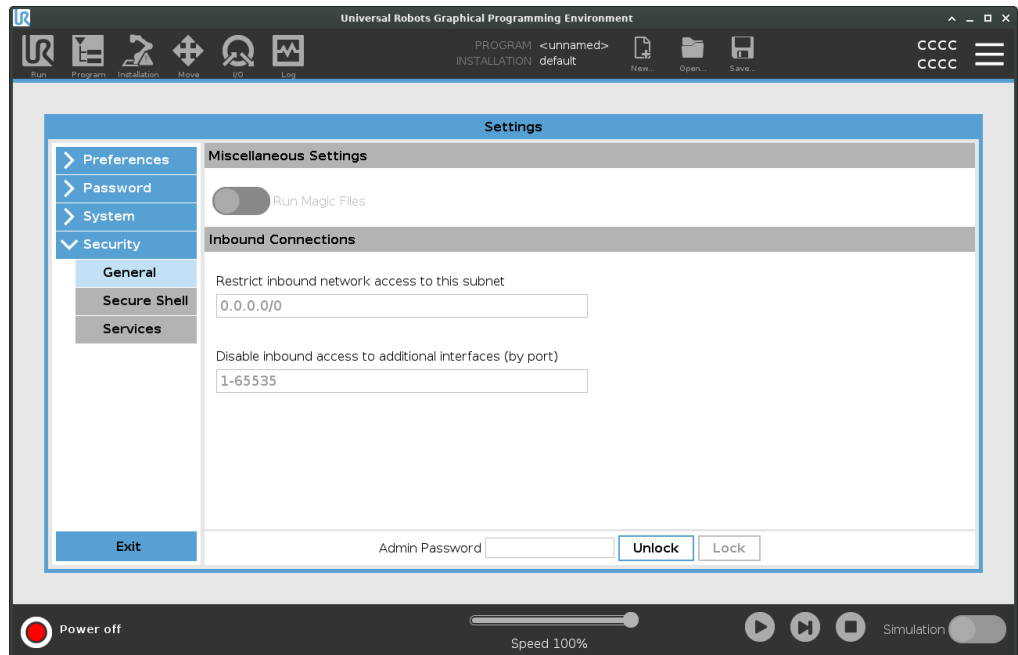 UR
Universal Robots Graphical Programming Environment
UR
Run
Program
Installation
Move
I/O
Log
PROGRAM <unnamed>
INSTALLATION default
New...
Open...
Save...
CCCC
CCCC
Settings
Preferences
Password
System
Security
General
Secure Shell
Services
Exit
Miscellaneous Settings
Run Magic Files
Inbound Connections
Restrict inbound network access to this subnet
0.0.0.0/0
Disable inbound access to additional interfaces (by port)
1-65535
Admin Password
Unlock
Lock
Power off
Speed 100%
Simulation